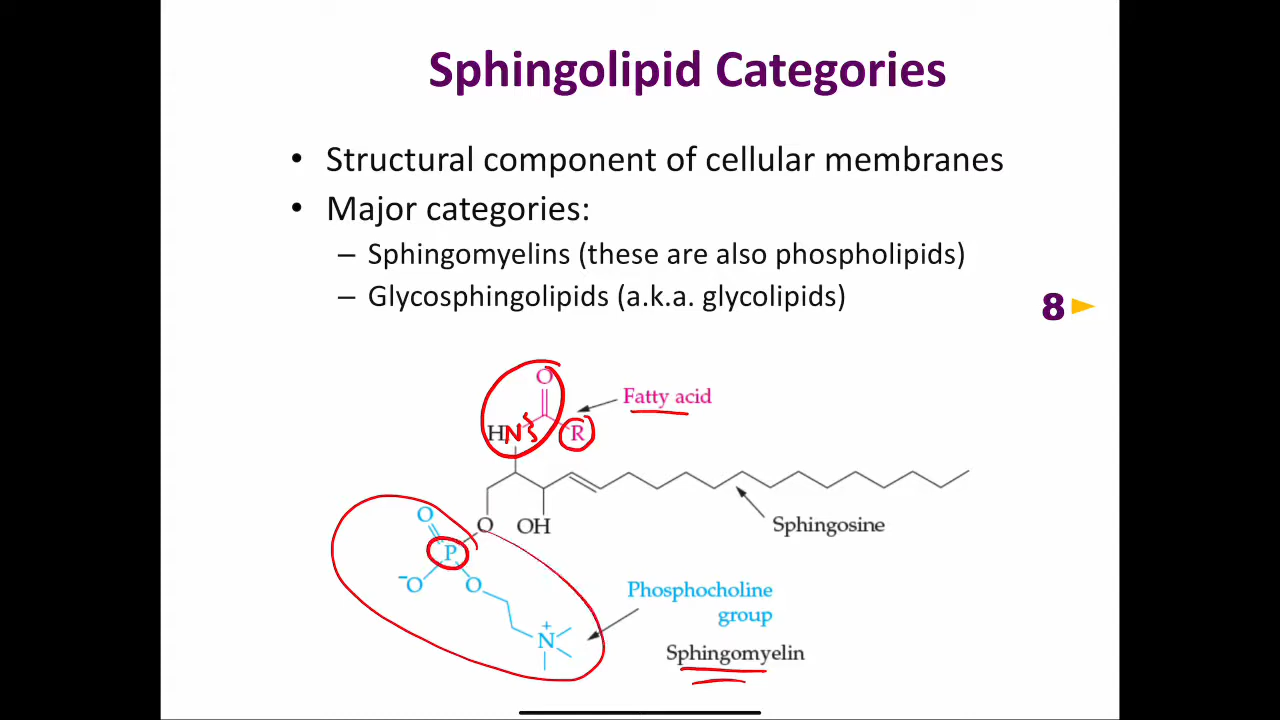 Sphingolipid Categories
• Structural component of cellular membranes
• Major categories:
– Sphingomyelins (these are also phospholipids)
– Glycosphingolipids (a.k.a. glycolipids)
8
O
Fatty acid
HN
R
O
O
OH
Sphingosine
P
⁻O
O
Phosphocholine
group
+
N
Sphingomyelin